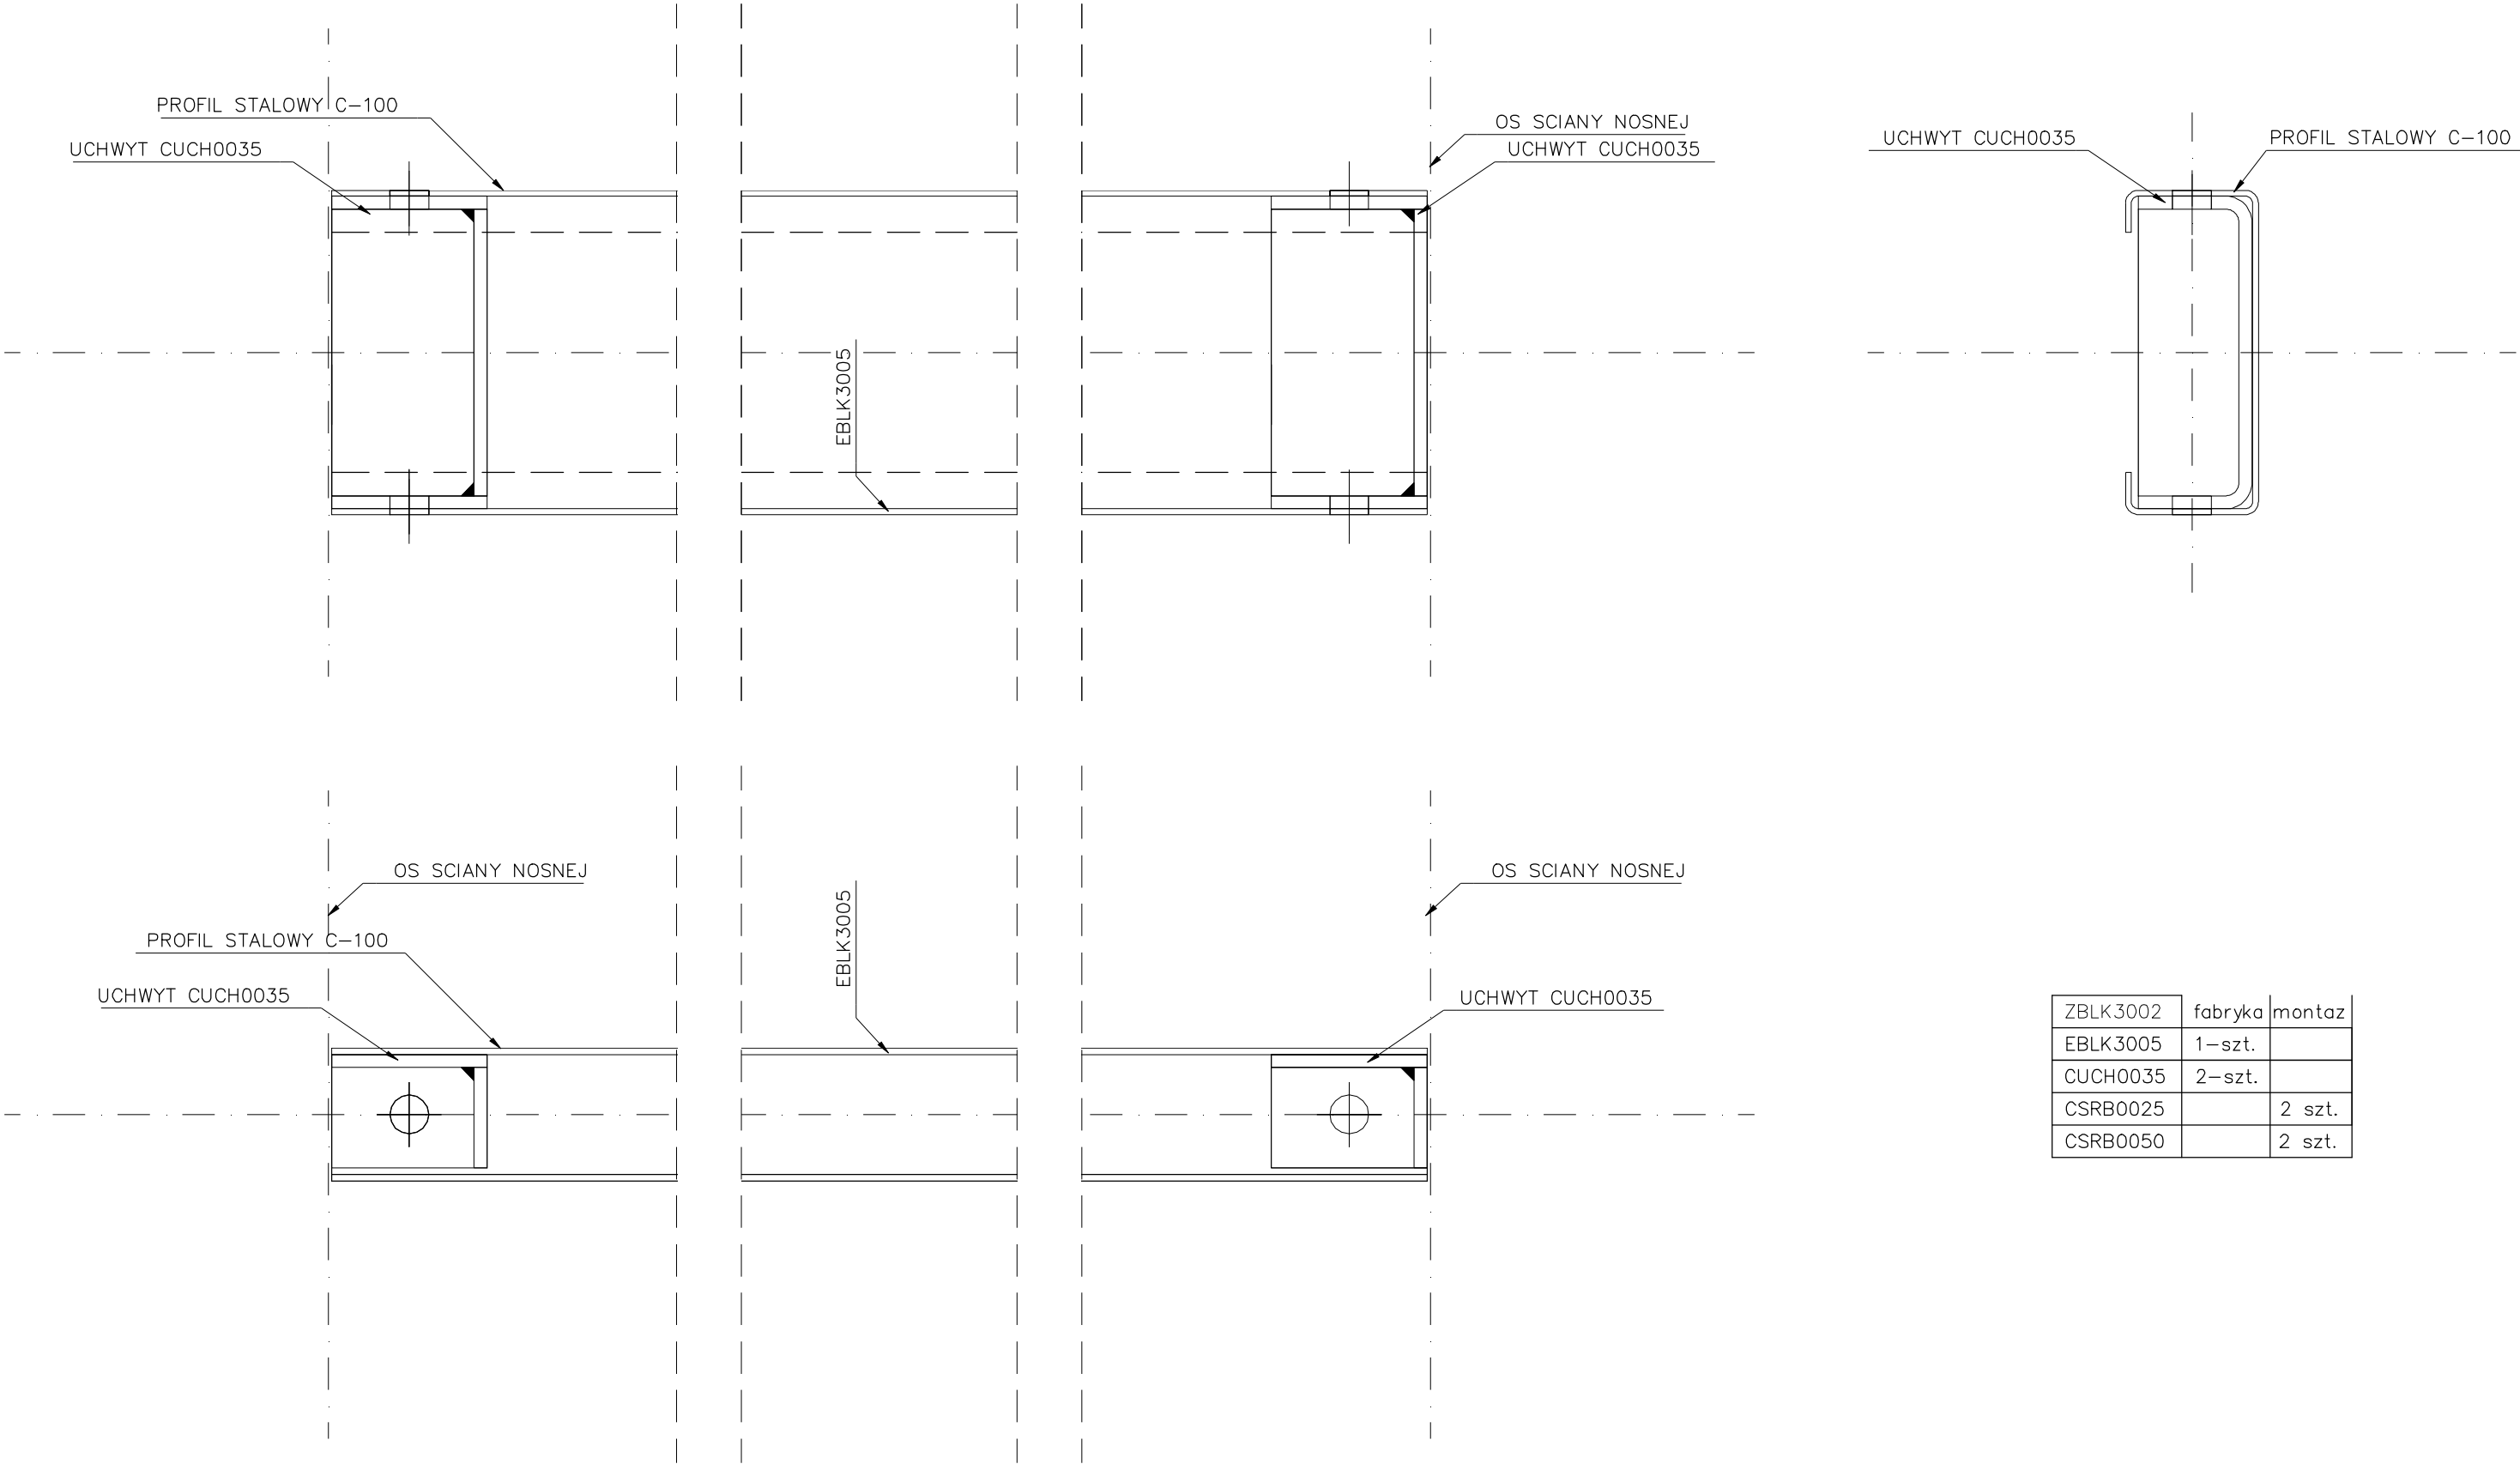 PROFIL STALOWY C-100
UCHWYT CUCH0035
OS SCIANY NOSNEJ
UCHWYT CUCH0035
UCHWYT CUCH0035
PROFIL STALOWY C-100
EBLK3005
OS SCIANY NOSNEJ
OS SCIANY NOSNEJ
EBLK3005
PROFIL STALOWY C-100
UCHWYT CUCH0035
UCHWYT CUCH0035
ZBLK3002 fabryka montaz
EBLK3005 1-szt.
CUCH0035 2-szt.
CSRB0025 2 szt.
CSRB0050 2 szt.